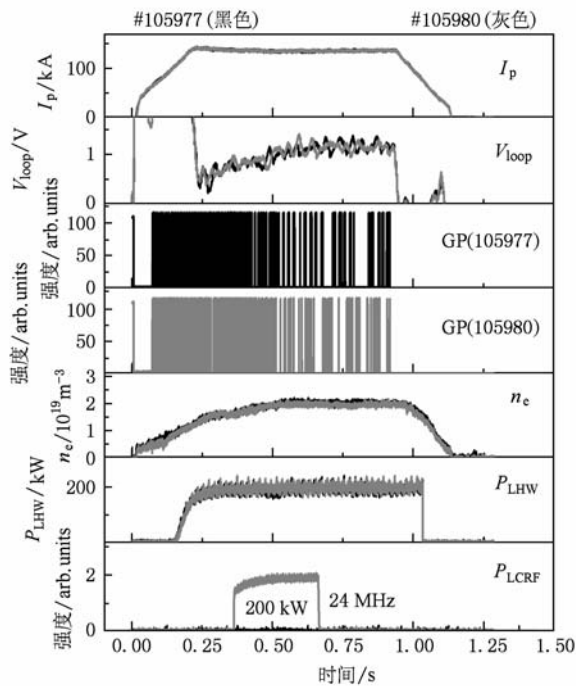 #105977 (黑色) #105980 (灰色)
I_p/kA
100
0
I_p
V_loop/V
1
0
V_loop
强度/arb.units
100
50
0
GP(105977)
强度/arb.units
100
50
GP(105980)
n_e/10^19 m^-3
3
2
1
0
n_e
P_LHW/kW
200
P_LHW
强度/arb.units
2
0
P_LCRF
200 kW
24 MHz
0.00 0.25 0.50 0.75 1.00 1.25 1.50
时间/s